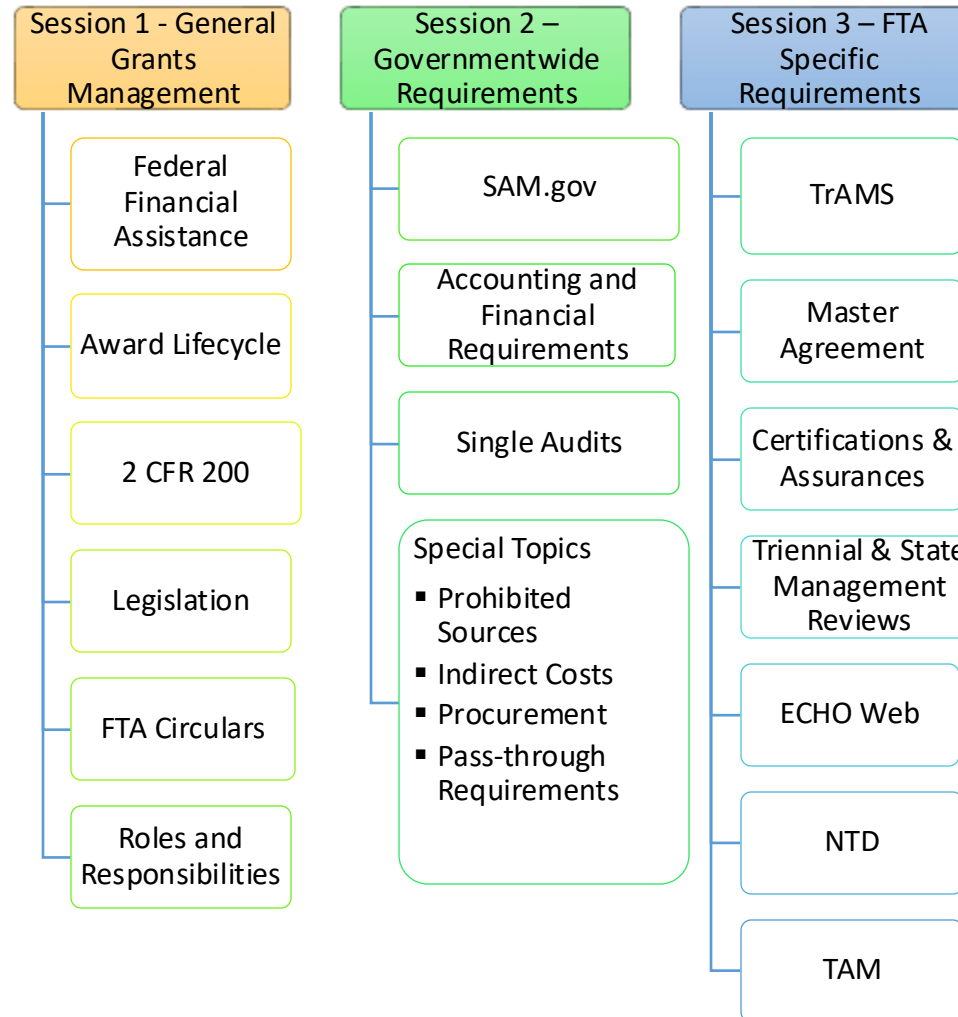 Session 1 - General
Grants
Management
Federal
Financial
Assistance
Award Lifecycle
2 CFR 200
Legislation
FTA Circulars
Roles and
Responsibilities
Session 2 –
Governmentwide
Requirements
SAM.gov
Accounting and
Financial
Requirements
Single Audits
Special Topics
▪ Prohibited
Sources
▪ Indirect Costs
▪ Procurement
▪ Pass-through
Requirements
Session 3 – FTA
Specific
Requirements
TrAMS
Master
Agreement
Certifications &
Assurances
Triennial & State
Management
Reviews
ECHO Web
NTD
TAM